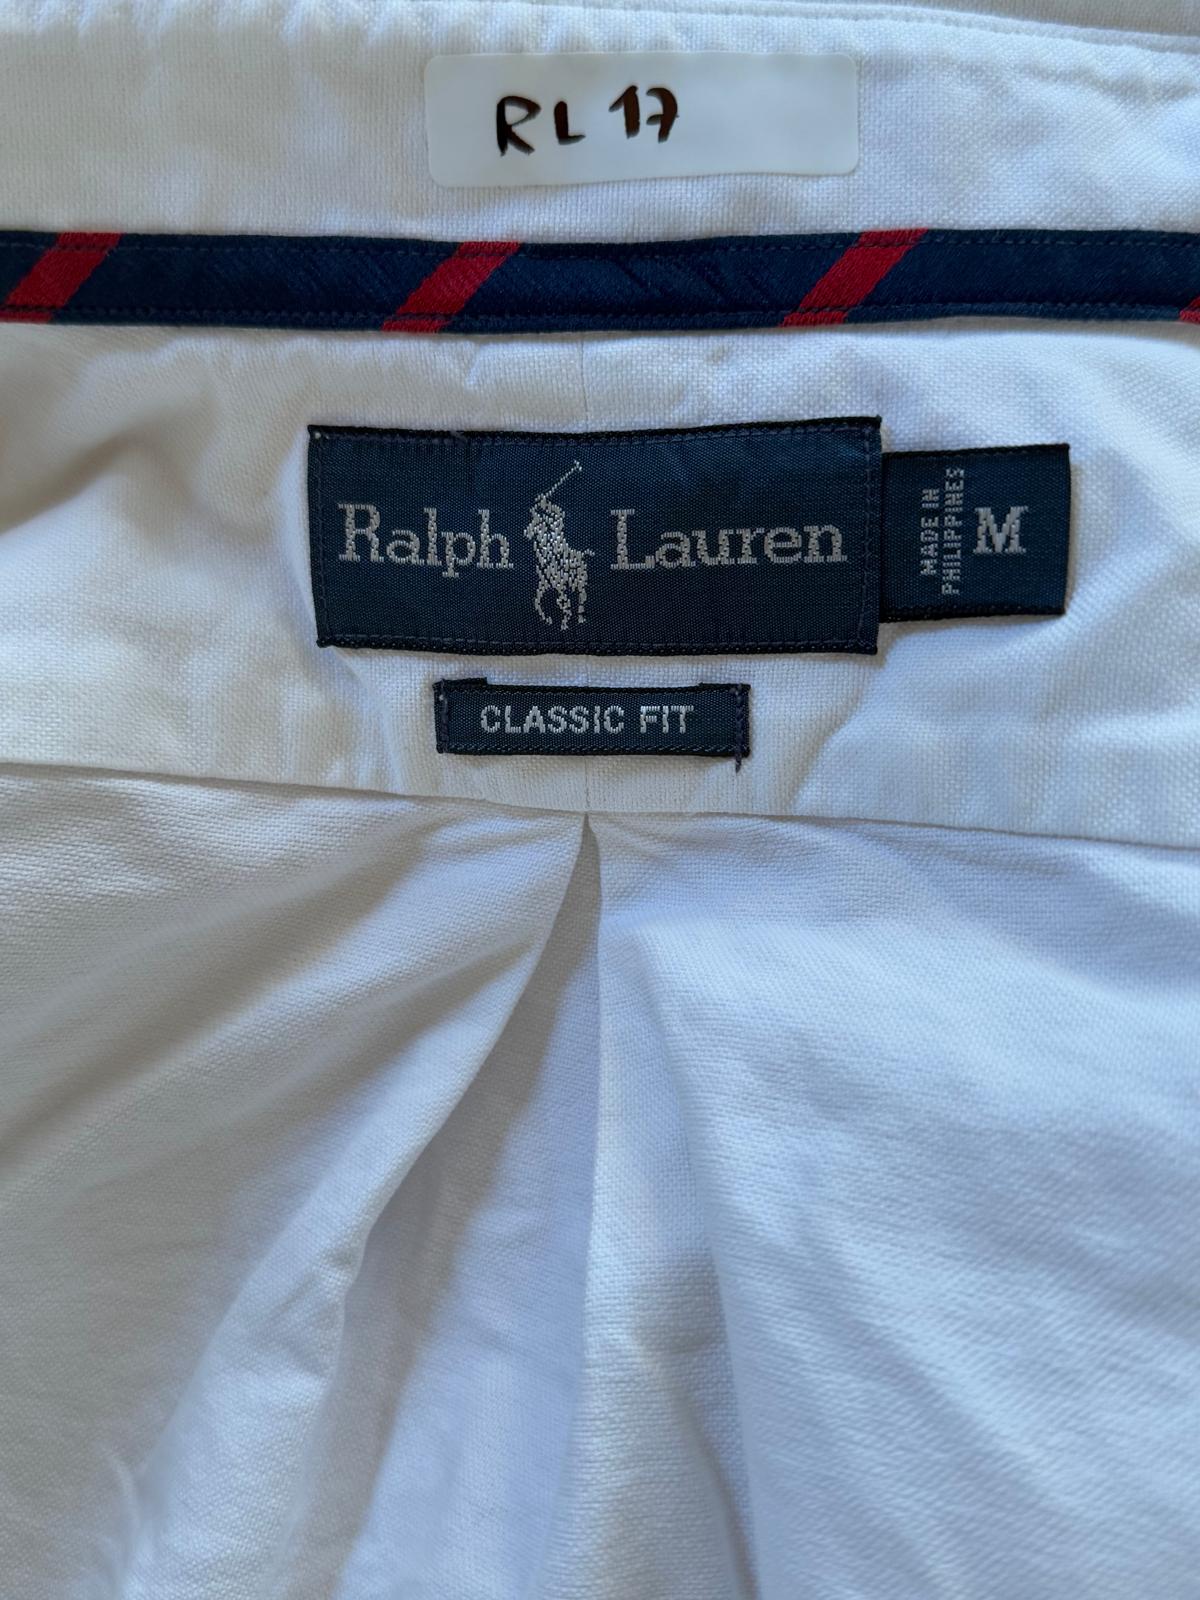 RL 17
Ralph Lauren
MADE IN
PHILIPPINES
M
CLASSIC FIT